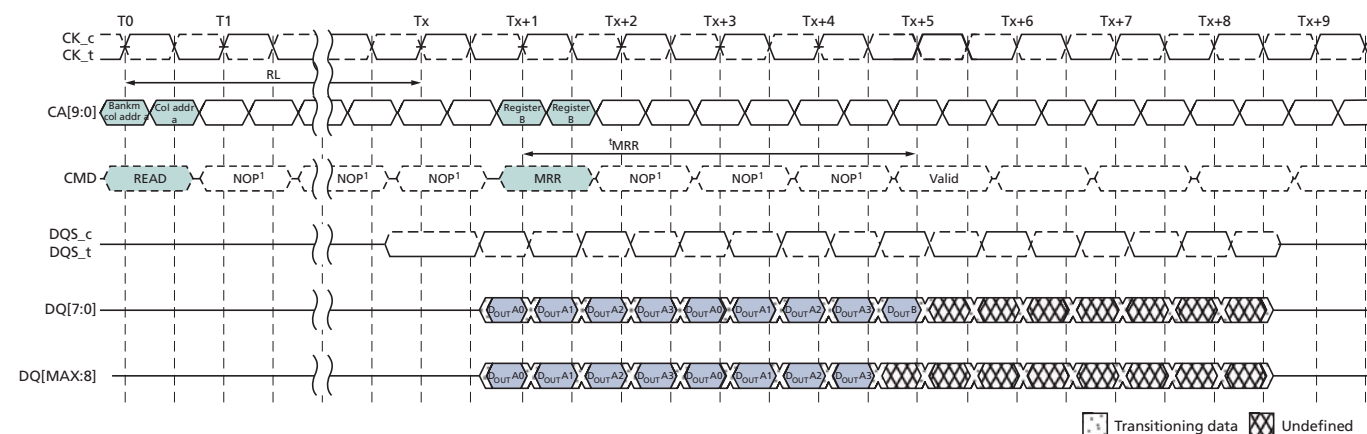 T0 T1 Tx Tx+1 Tx+2 Tx+3 Tx+4 Tx+5 Tx+6 Tx+7 Tx+8 Tx+9
CK_c
CK_t
RL
CA[9:0]
Bankm
col addr a
Col addr
a
Register
B
Register
B
tMRR
CMD READ NOP1 NOP1 NOP1 MRR NOP1 NOP1 NOP1 Valid
DQS_c
DQS_t
DQ[7:0] DOUT A0 DOUT A1 DOUT A2 DOUT A3 DOUT A0 DOUT A1 DOUT A2 DOUT A3 DOUT B
DQ[MAX:8] DOUT A0 DOUT A1 DOUT A2 DOUT A3 DOUT A0 DOUT A1 DOUT A2 DOUT A3
Transitioning data Undefined